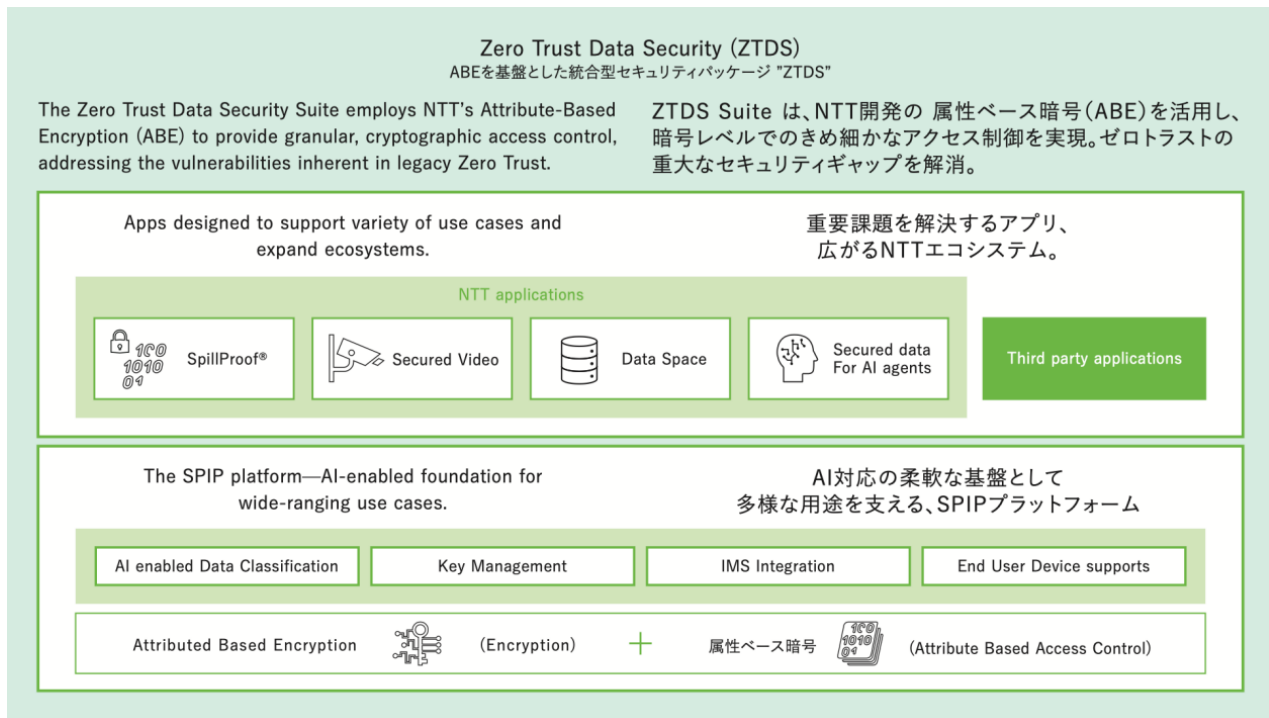 Zero Trust Data Security (ZTDS)
ABEを基盤とした統合型セキュリティパッケージ "ZTDS"
The Zero Trust Data Security Suite employs NTT's Attribute-Based
Encryption (ABE) to provide granular, cryptographic access control,
addressing the vulnerabilities inherent in legacy Zero Trust.
ZTDS Suite は、NTT開発の 属性ベース暗号(ABE)を活用し、
暗号レベルでのきめ細かなアクセス制御を実現。ゼロトラストの
重大なセキュリティギャップを解消。
Apps designed to support variety of use cases and
expand ecosystems.
重要課題を解決するアプリ、
広がるNTTエコシステム。
NTT applications
100
1010
01
SpillProof®
Secured Video
Data Space
Secured data
For AI agents
Third party applications
The SPIP platform—AI-enabled foundation for
wide-ranging use cases.
AI対応の柔軟な基盤として
多様な用途を支える、SPIPプラットフォーム
AI enabled Data Classification
Key Management
IMS Integration
End User Device supports
Attributed Based Encryption
(Encryption)
+
属性ベース暗号
100
1010
01
(Attribute Based Access Control)